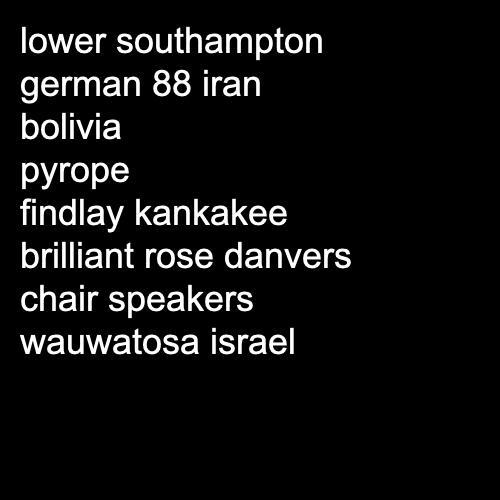 lower southampton
german 88 iran
bolivia
pyrope
findlay kankakee
brilliant rose danvers
chair speakers
wauwatosa israel